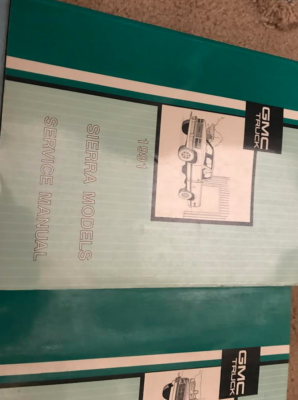 GMC
TRUCK
1991
SIERRA MODELS
SERVICE MANUAL
GMC
TRUCK